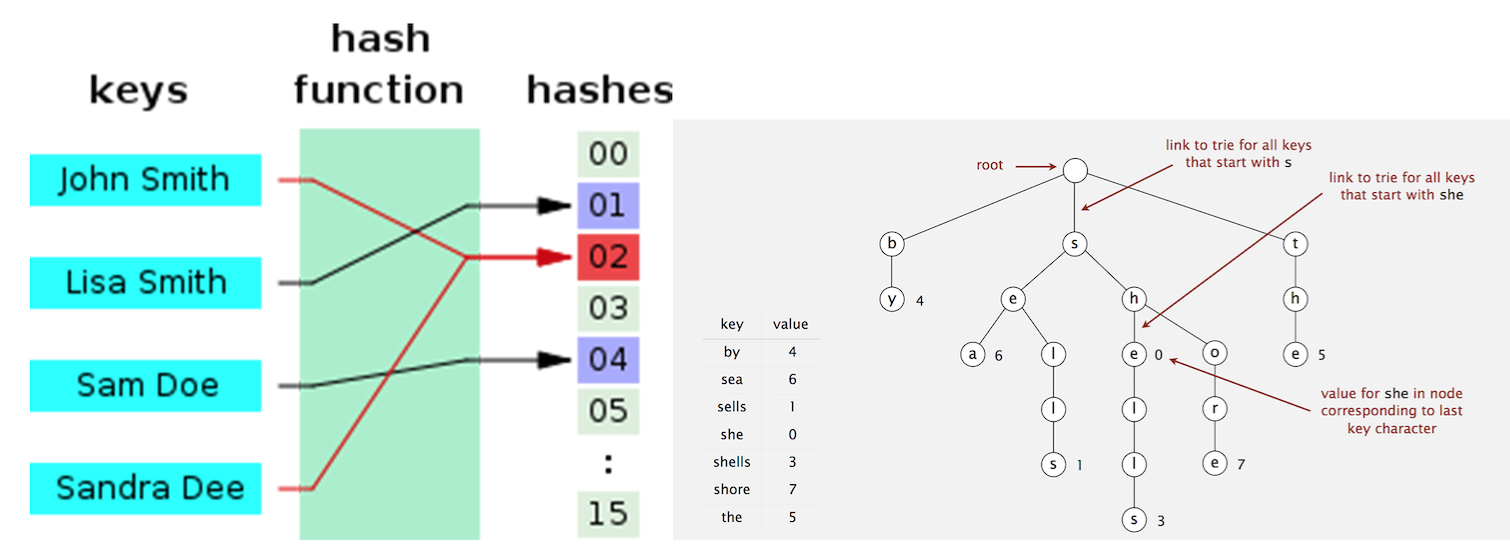 hash
function
keys
hashes
John Smith
Lisa Smith
Sam Doe
Sandra Dee
00
01
02
03
04
05
:
15
root
link to trie for all keys
that start with s
link to trie for all keys
that start with she
b
s
t
y 4
e
h
h
a 6
l
e 0
o
e 5
l
l
r
s 1
l
e 7
s 3
value for she in node
corresponding to last
key character
key value
by 4
sea 6
sells 1
she 0
shells 3
shore 7
the 5